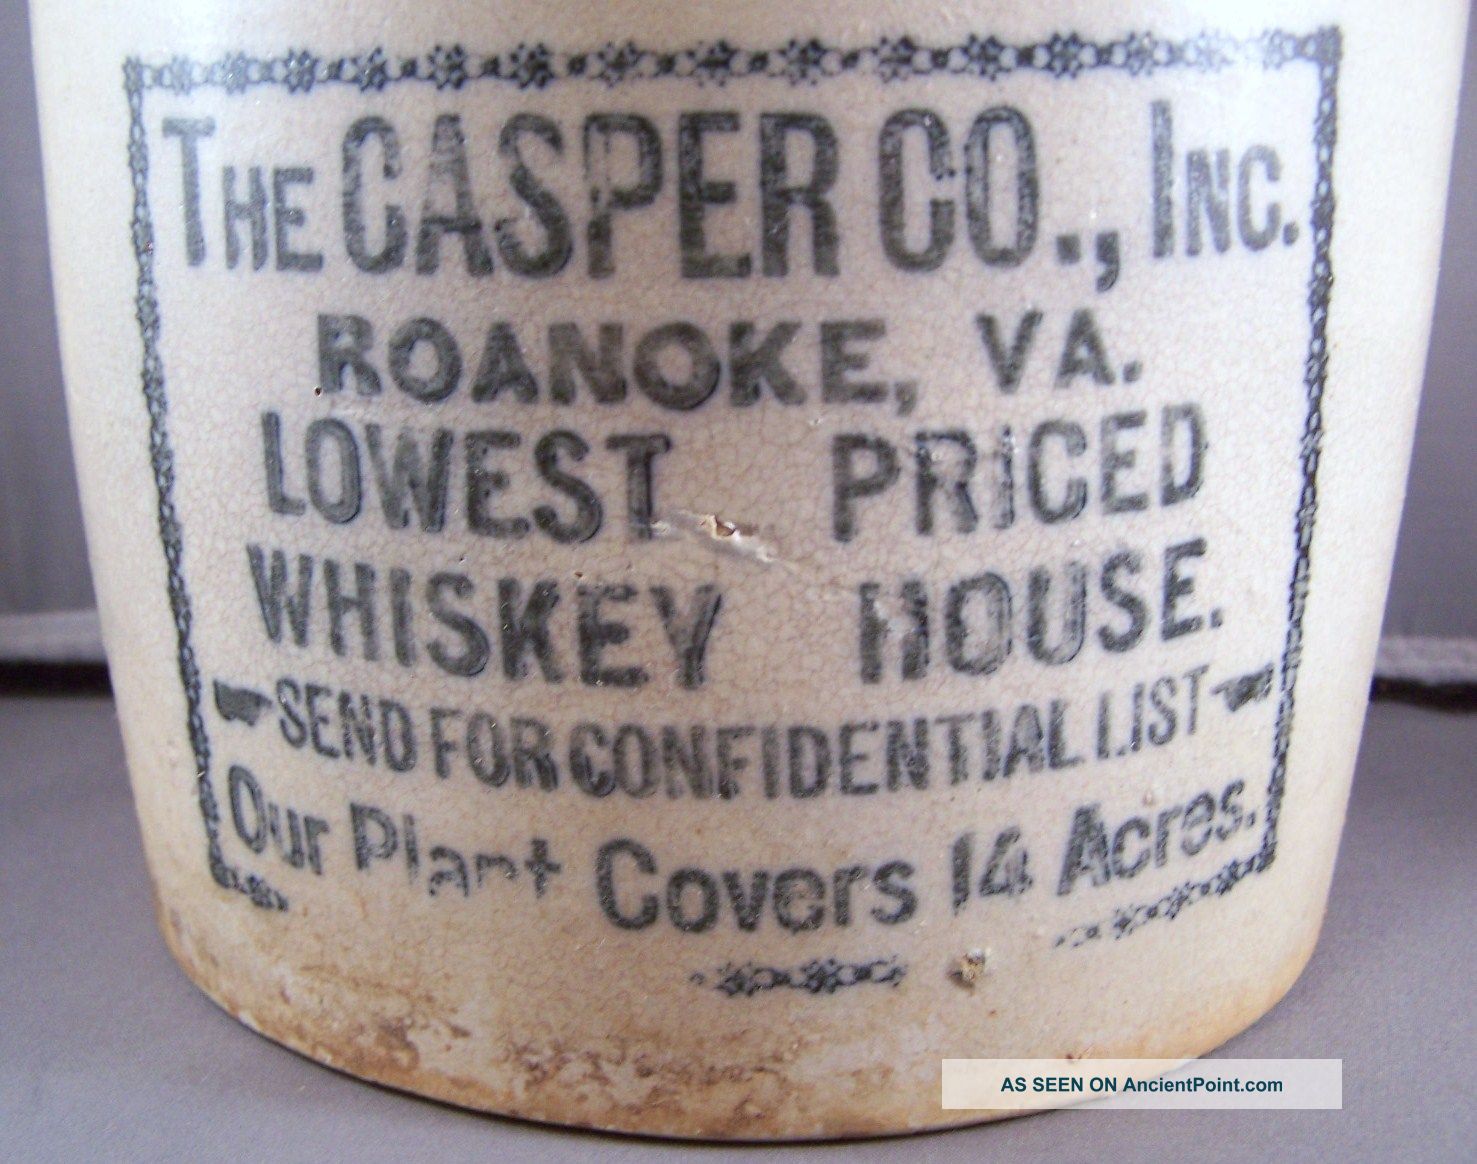 THE CASPER CO., INC.
ROANOKE, VA.
LOWEST PRICED
WHISKEY HOUSE.
SEND FOR CONFIDENTIAL LIST
Our Plant Covers 14 Acres.
AS SEEN ON AncientPoint.com